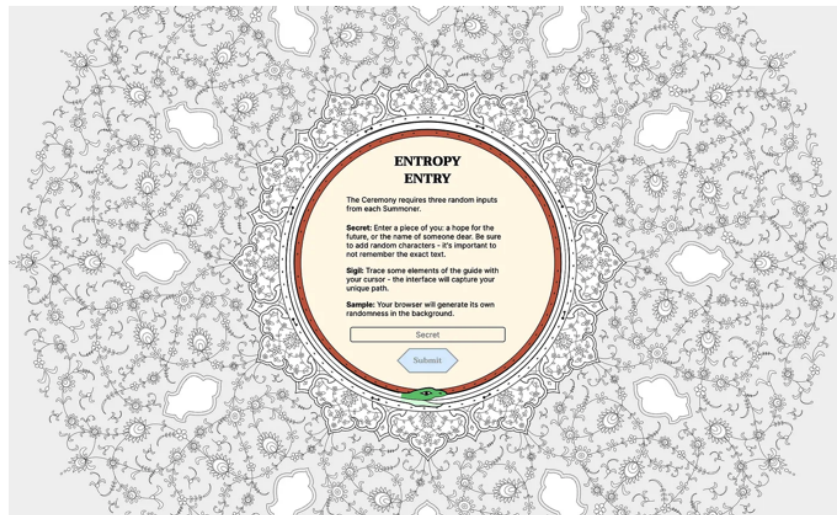 ENTROPY
ENTRY
The Ceremony requires three random inputs
from each Summoner.
Secret: Enter a piece of you: a hope for the
future, or the name of someone dear. Be sure
to add random characters - it's important to
not remember the exact text.
Sigil: Trace some elements of the guide with
your cursor - the interface will capture your
unique path.
Sample: Your browser will generate its own
randomness in the background.
Secret
Submit